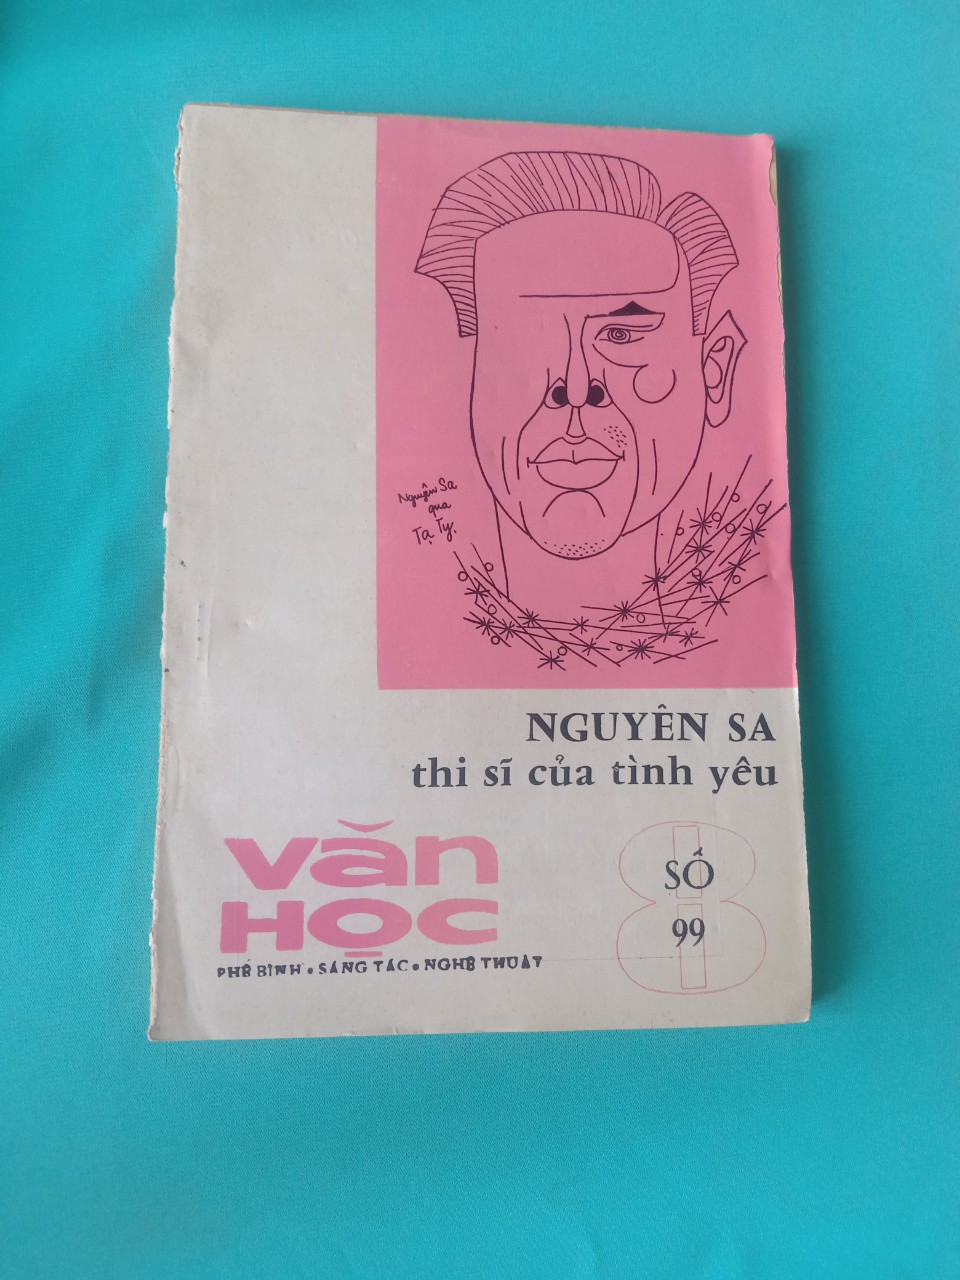 Nguyên Sa
qua
Tạ Tỵ.
NGUYÊN SA
thi sĩ của tình yêu
văn
HỌC
PHÊ BÌNH • SÁNG TÁC • NGHỆ THUẬT
8
SỐ
99